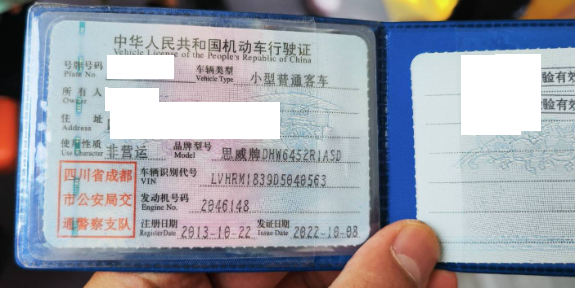 中华人民共和国机动车行驶证
Vehicle License of the People's Republic of China
号牌号码
Plate No.
车辆类型
Vehicle Type
小型普通客车
所有人
Owner
住址
Address
使用性质
Use Character
非营运
品牌型号
Model
思威牌DHW6452R1ASD
四川省成都
市公安局交
通警察支队
车辆识别代号
VIN
LVHRM1839D5040563
发动机号码
Engine No.
2046148
注册日期
Register Date
2013-10-22
发证日期
Issue Date
2022-10-08
验有效
验有效